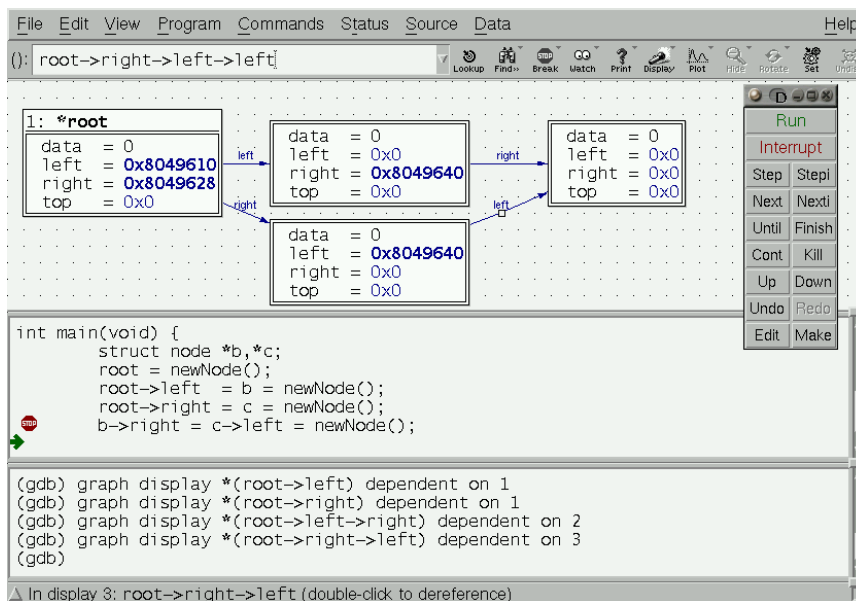 File Edit View Program Commands Status Source Data Help
(): root->right->left->left
Lookup Find» Break Watch Print Display Plot Hide Rotate Set Undisp
1: *root
data = 0
left = 0x8049610
right = 0x8049628
top = 0x0
left
data = 0
left = 0x0
right = 0x8049640
top = 0x0
right
data = 0
left = 0x0
right = 0x0
top = 0x0
right
data = 0
left = 0x8049640
right = 0x0
top = 0x0
left
Run
Interrupt
Step Stepi
Next Nexti
Until Finish
Cont Kill
Up Down
Undo Redo
Edit Make
int main(void) {
struct node *b,*c;
root = newNode();
root->left = b = newNode();
root->right = c = newNode();
STOP b->right = c->left = newNode();
(gdb) graph display *(root->left) dependent on 1
(gdb) graph display *(root->right) dependent on 1
(gdb) graph display *(root->left->right) dependent on 2
(gdb) graph display *(root->right->left) dependent on 3
(gdb)
In display 3: root->right->left (double-click to dereference)